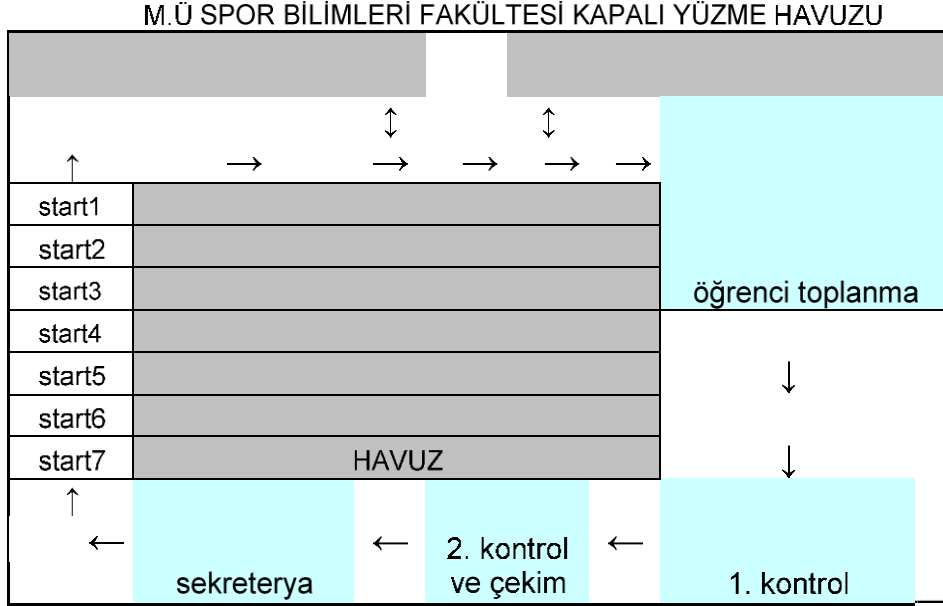 M.Ü SPOR BİLİMLERİ FAKÜLTESİ KAPALI YÜZME HAVUZU
↕ ↕
↑ → → → → →
start1
start2
start3 öğrenci toplanma
start4
start5 ↓
start6
start7 HAVUZ ↓
↑
← ← 2. kontrol ←
sekreterya ve çekim 1. kontrol